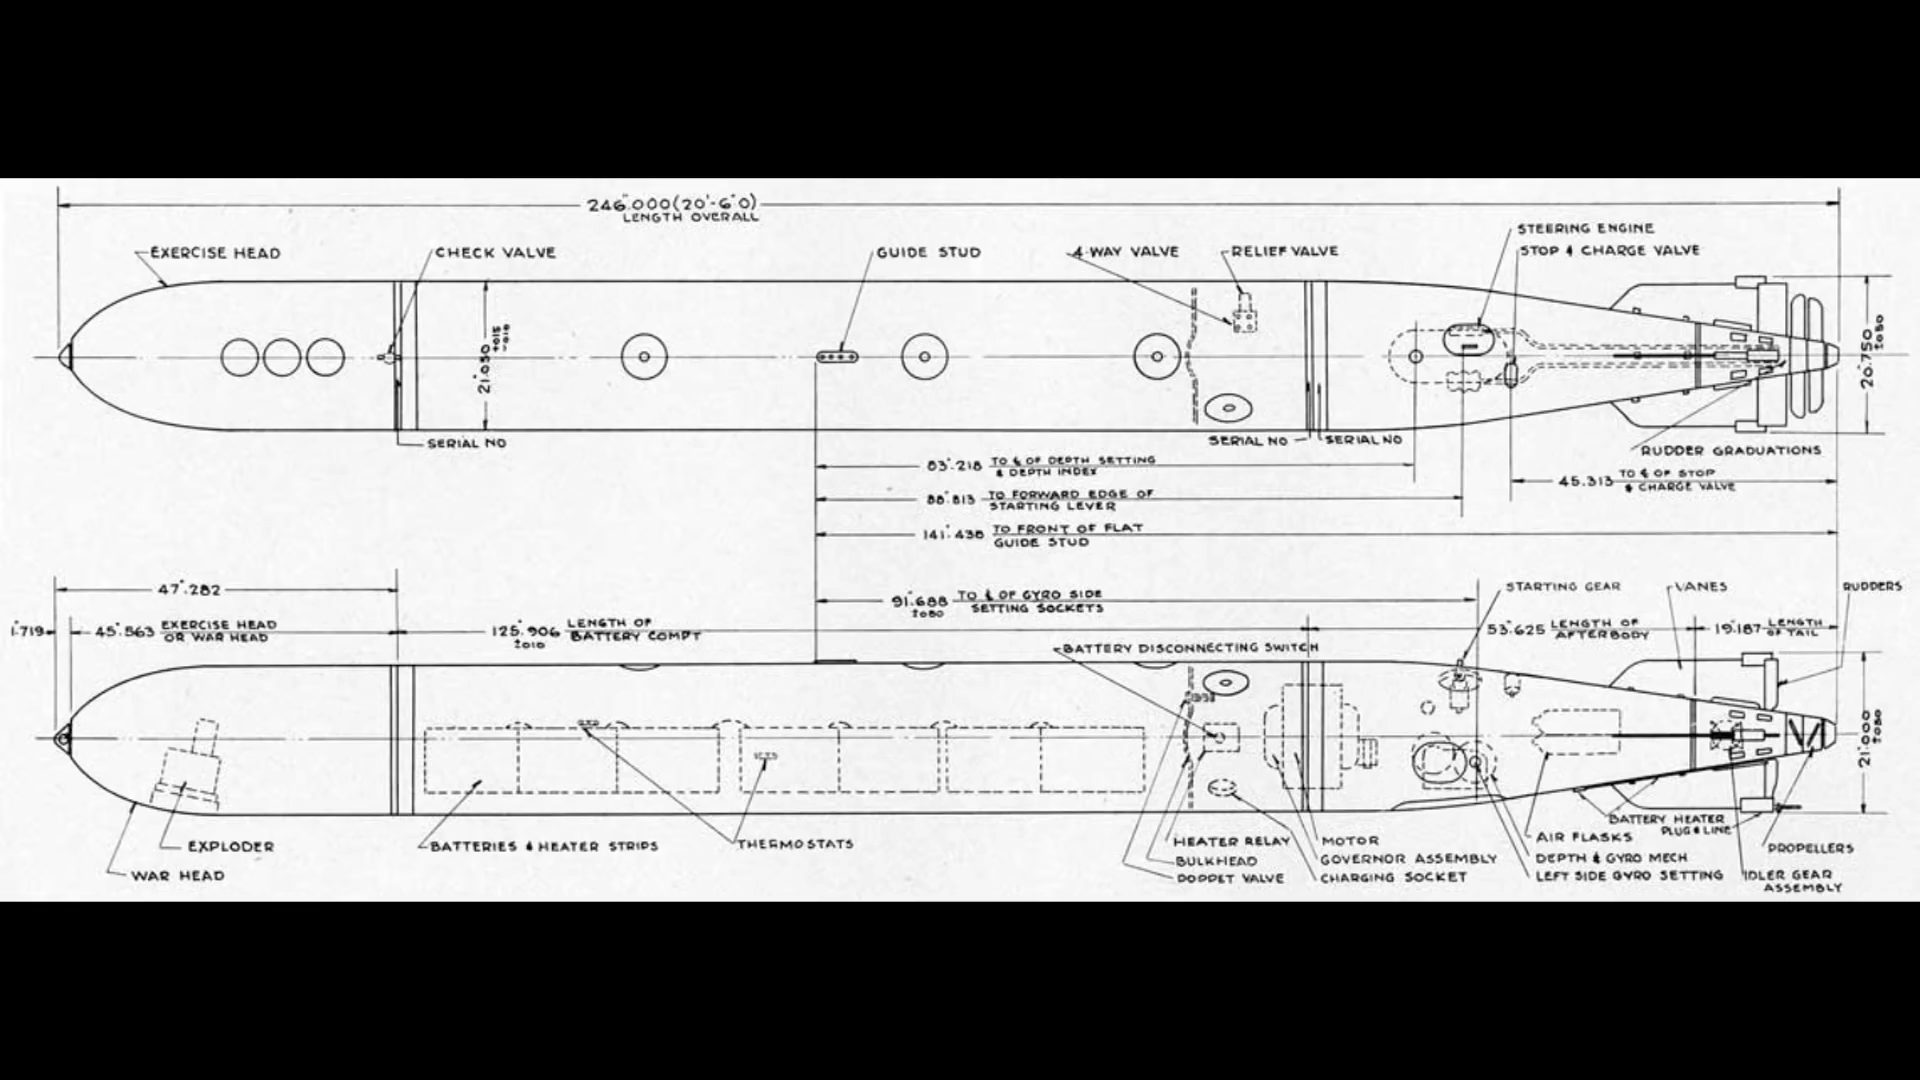 246".000(20'-6".0)
LENGTH OVERALL
STEERING ENGINE
EXERCISE HEAD
CHECK VALVE
GUIDE STUD
4-WAY VALVE
RELIEF VALVE
STOP & CHARGE VALVE
21".050 +.015 -.010
20".750 ±.030
SERIAL NO
SERIAL NO
SERIAL NO
RUDDER GRADUATIONS
83".218 TO ℄ OF DEPTH SETTING
& DEPTH INDEX
45.313 TO ℄ OF STOP
& CHARGE VALVE
88".813 TO FORWARD EDGE OF
STARTING LEVER
141".438 TO FRONT OF FLAT
GUIDE STUD
47".282
91".688 TO ℄ OF GYRO SIDE
SETTING SOCKETS
STARTING GEAR
VANES
RUDDERS
1".719
45".563 EXERCISE HEAD
OR WAR HEAD
125".906 LENGTH OF
BATTERY COMPT
±.010
53".625 LENGTH OF
AFTERBODY
19".187 LENGTH
OF TAIL
BATTERY DISCONNECTING SWITCH
21".000
EXPLODER
WAR HEAD
BATTERIES & HEATER STRIPS
THERMOSTATS
HEATER RELAY
BULKHEAD
POPPET VALVE
MOTOR
GOVERNOR ASSEMBLY
CHARGING SOCKET
AIR FLASKS
DEPTH & GYRO MECH
LEFT SIDE GYRO SETTING
BATTERY HEATER
PLUG & LINE
PROPELLERS
IDLER GEAR
ASSEMBLY